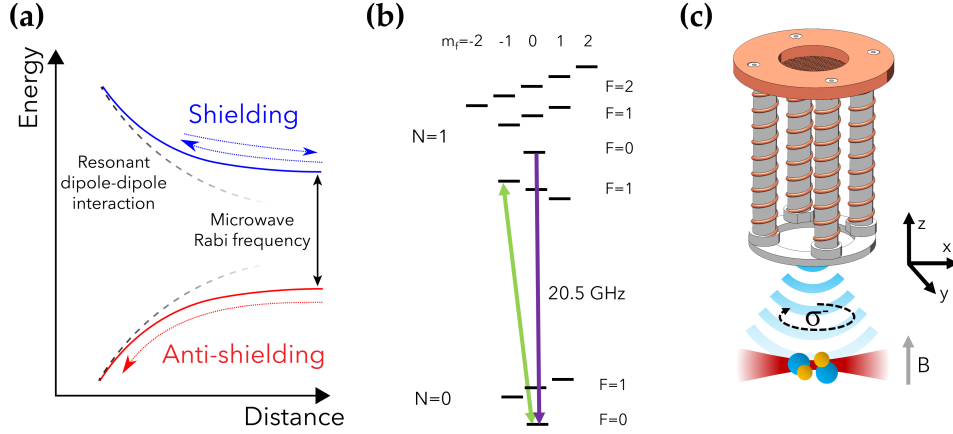 (a)
Energy
Shielding
Resonant
dipole-dipole
interaction
Microwave
Rabi frequency
Anti-shielding
Distance
(b)
m_f=-2 -1 0 1 2
F=2
F=1
N=1
F=0
F=1
20.5 GHz
F=1
N=0
F=0
(c)
z
x
y
σ⁻
B